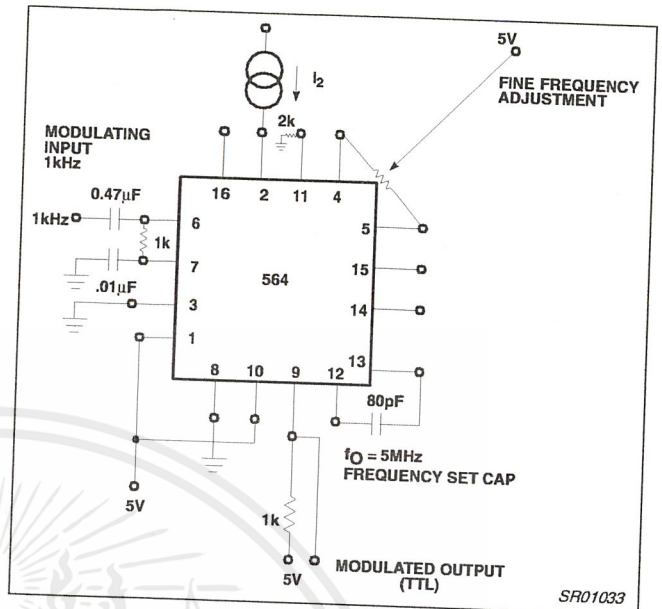 5V
FINE FREQUENCY
ADJUSTMENT
I2
2k
MODULATING
INPUT
1kHz
16 2 11 4
0.47µF
1kHz
1k
.01µF
6
7
3
1
564
5
15
14
13
8 10 9 12
80pF
fO = 5MHz
FREQUENCY SET CAP
5V
1k
5V
MODULATED OUTPUT
(TTL)
SR01033